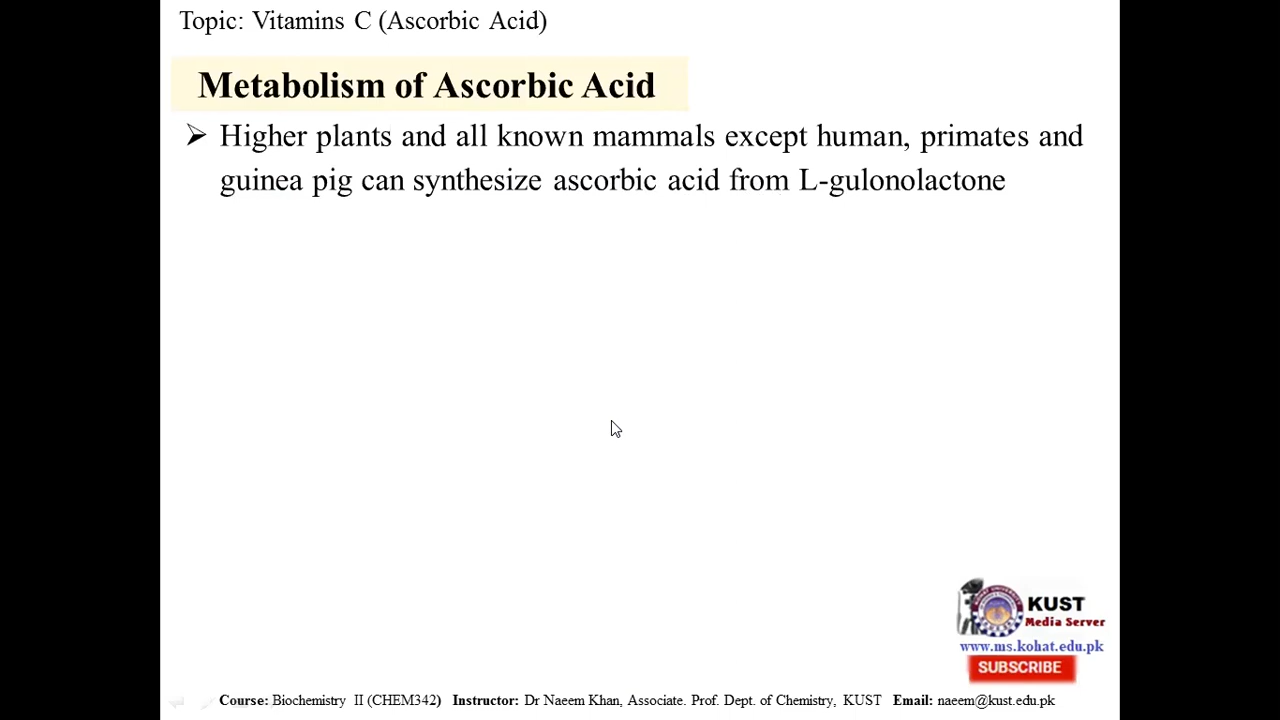 Topic: Vitamins C (Ascorbic Acid)
Metabolism of Ascorbic Acid
➢ Higher plants and all known mammals except human, primates and
guinea pig can synthesize ascorbic acid from L-gulonolactone
KUST
Media Server
www.ms.kohat.edu.pk
SUBSCRIBE
Course: Biochemistry II (CHEM342) Instructor: Dr Naeem Khan, Associate. Prof. Dept. of Chemistry, KUST Email: naeem@kust.edu.pk